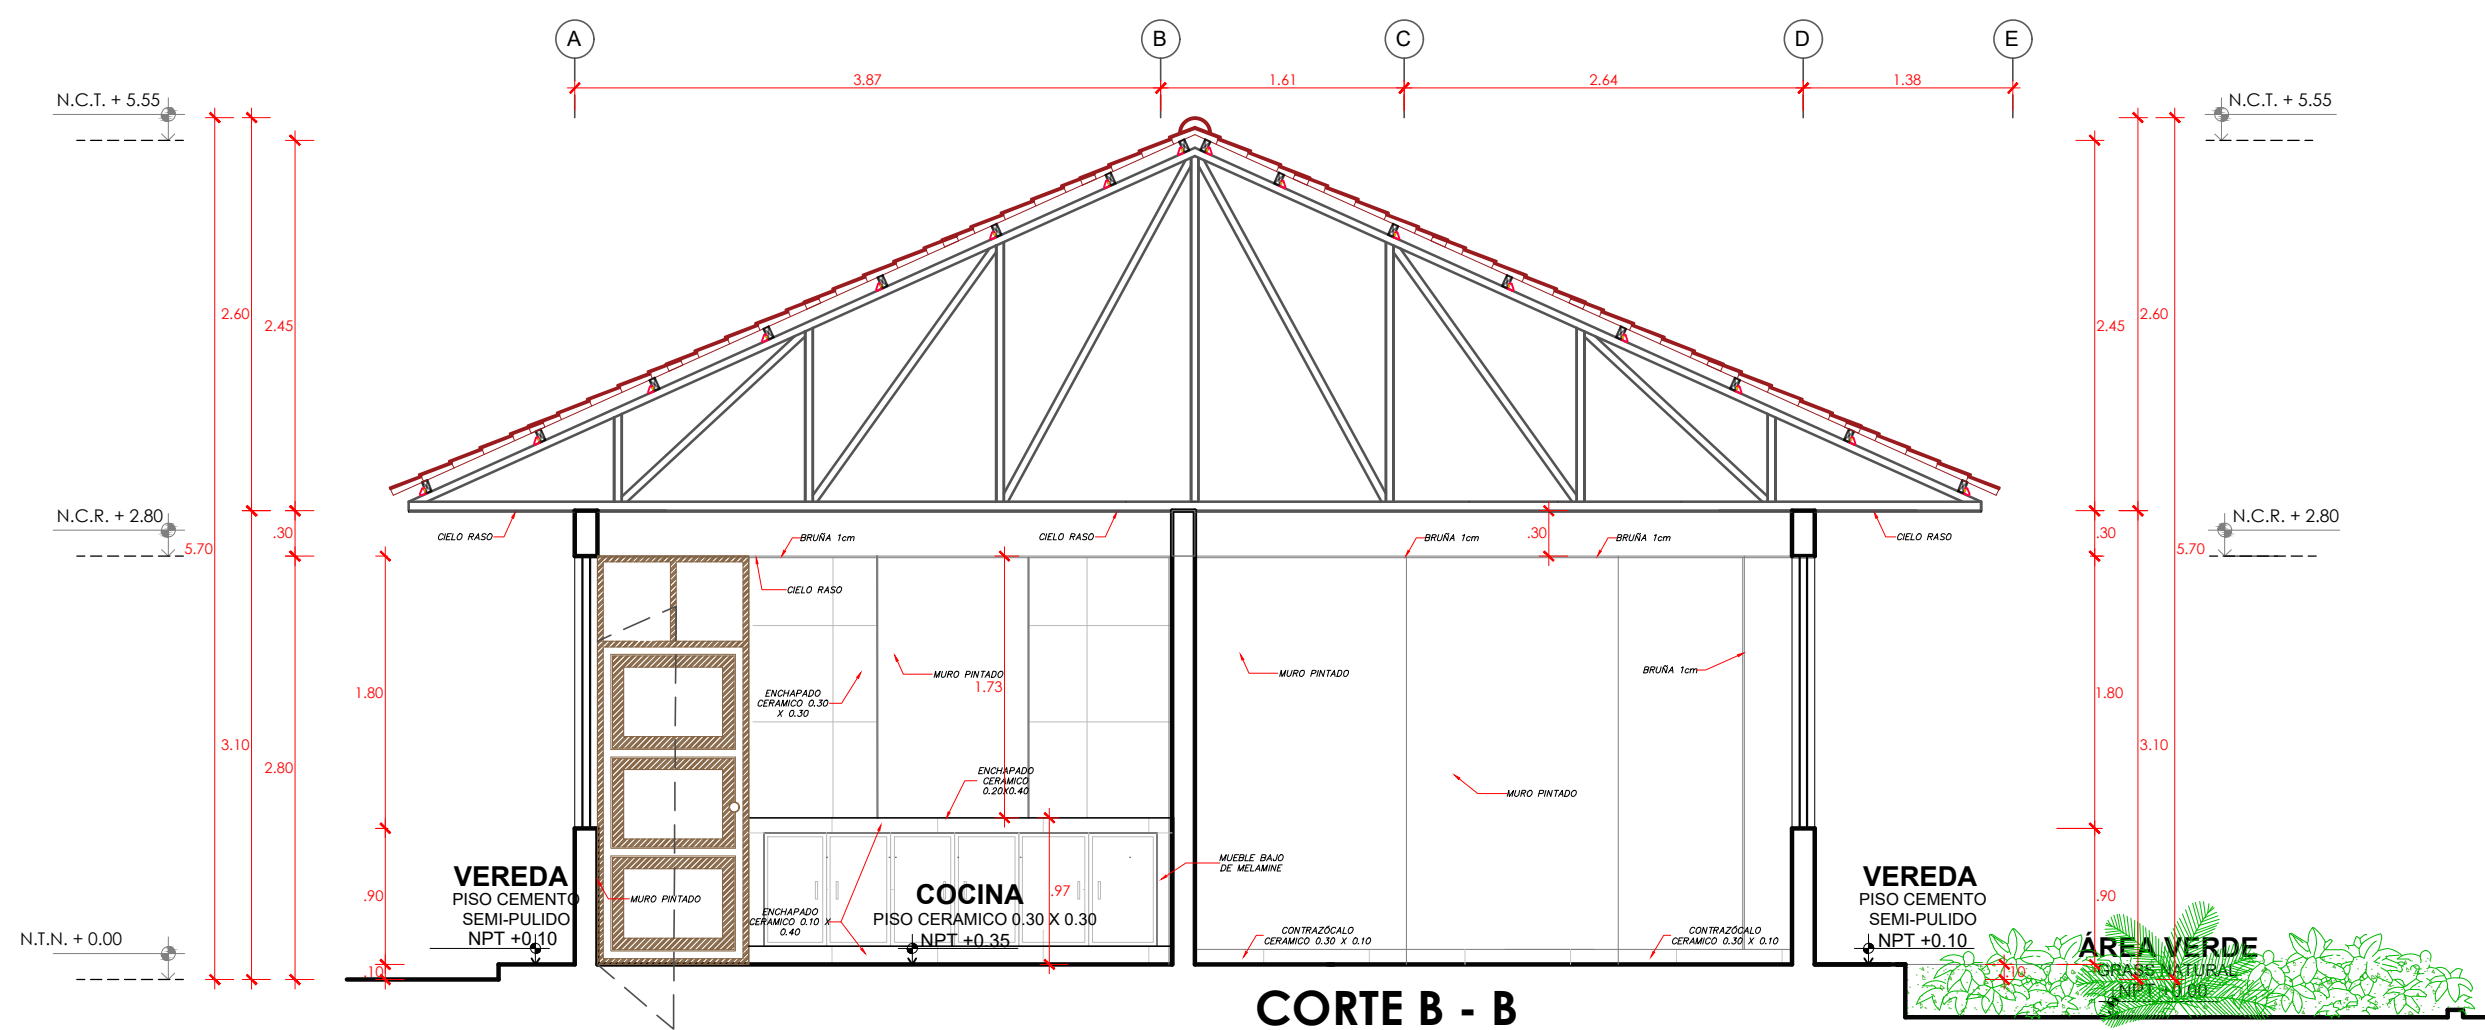 A
B
C
D
E
3.87
1.61
2.64
1.38
N.C.T. + 5.55
N.C.T. + 5.55
2.60
2.45
2.45
2.60
N.C.R. + 2.80
N.C.R. + 2.80
5.70
.30
CIELO RASO
BRUÑA 1cm
CIELO RASO
BRUÑA 1cm
.30
BRUÑA 1cm
CIELO RASO
.30
5.70
CIELO RASO
MURO PINTADO
MURO PINTADO
BRUÑA 1cm
1.80
1.73
1.80
ENCHAPADO
CERAMICO 0.30
X 0.30
3.10
2.80
3.10
ENCHAPADO
CERAMICO
0.20X0.40
MURO PINTADO
MUEBLE BAJO
DE MELAMINE
VEREDA
PISO CEMENTO
SEMI-PULIDO
NPT +0.10
MURO PINTADO
.90
.97
.90
COCINA
PISO CERAMICO 0.30 X 0.30
NPT +0.35
ENCHAPADO
CERAMICO 0.10 X
0.40
CONTRAZÓCALO
CERAMICO 0.30 X 0.10
CONTRAZÓCALO
CERAMICO 0.30 X 0.10
VEREDA
PISO CEMENTO
SEMI-PULIDO
NPT +0.10
N.T.N. + 0.00
.10
.10
ÁREA VERDE
GRASS NATURAL
NPT +0.00
CORTE B - B